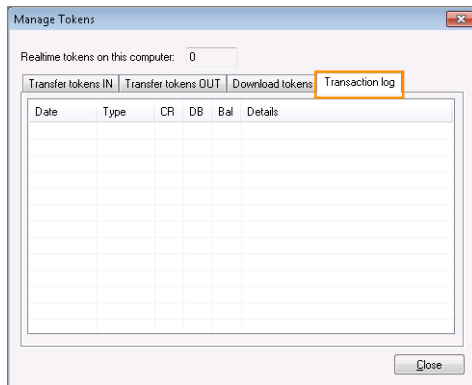 Manage Tokens
Realtime tokens on this computer: 0
Transfer tokens IN Transfer tokens OUT Download tokens Transaction log
Date Type CR DB Bal Details
Close